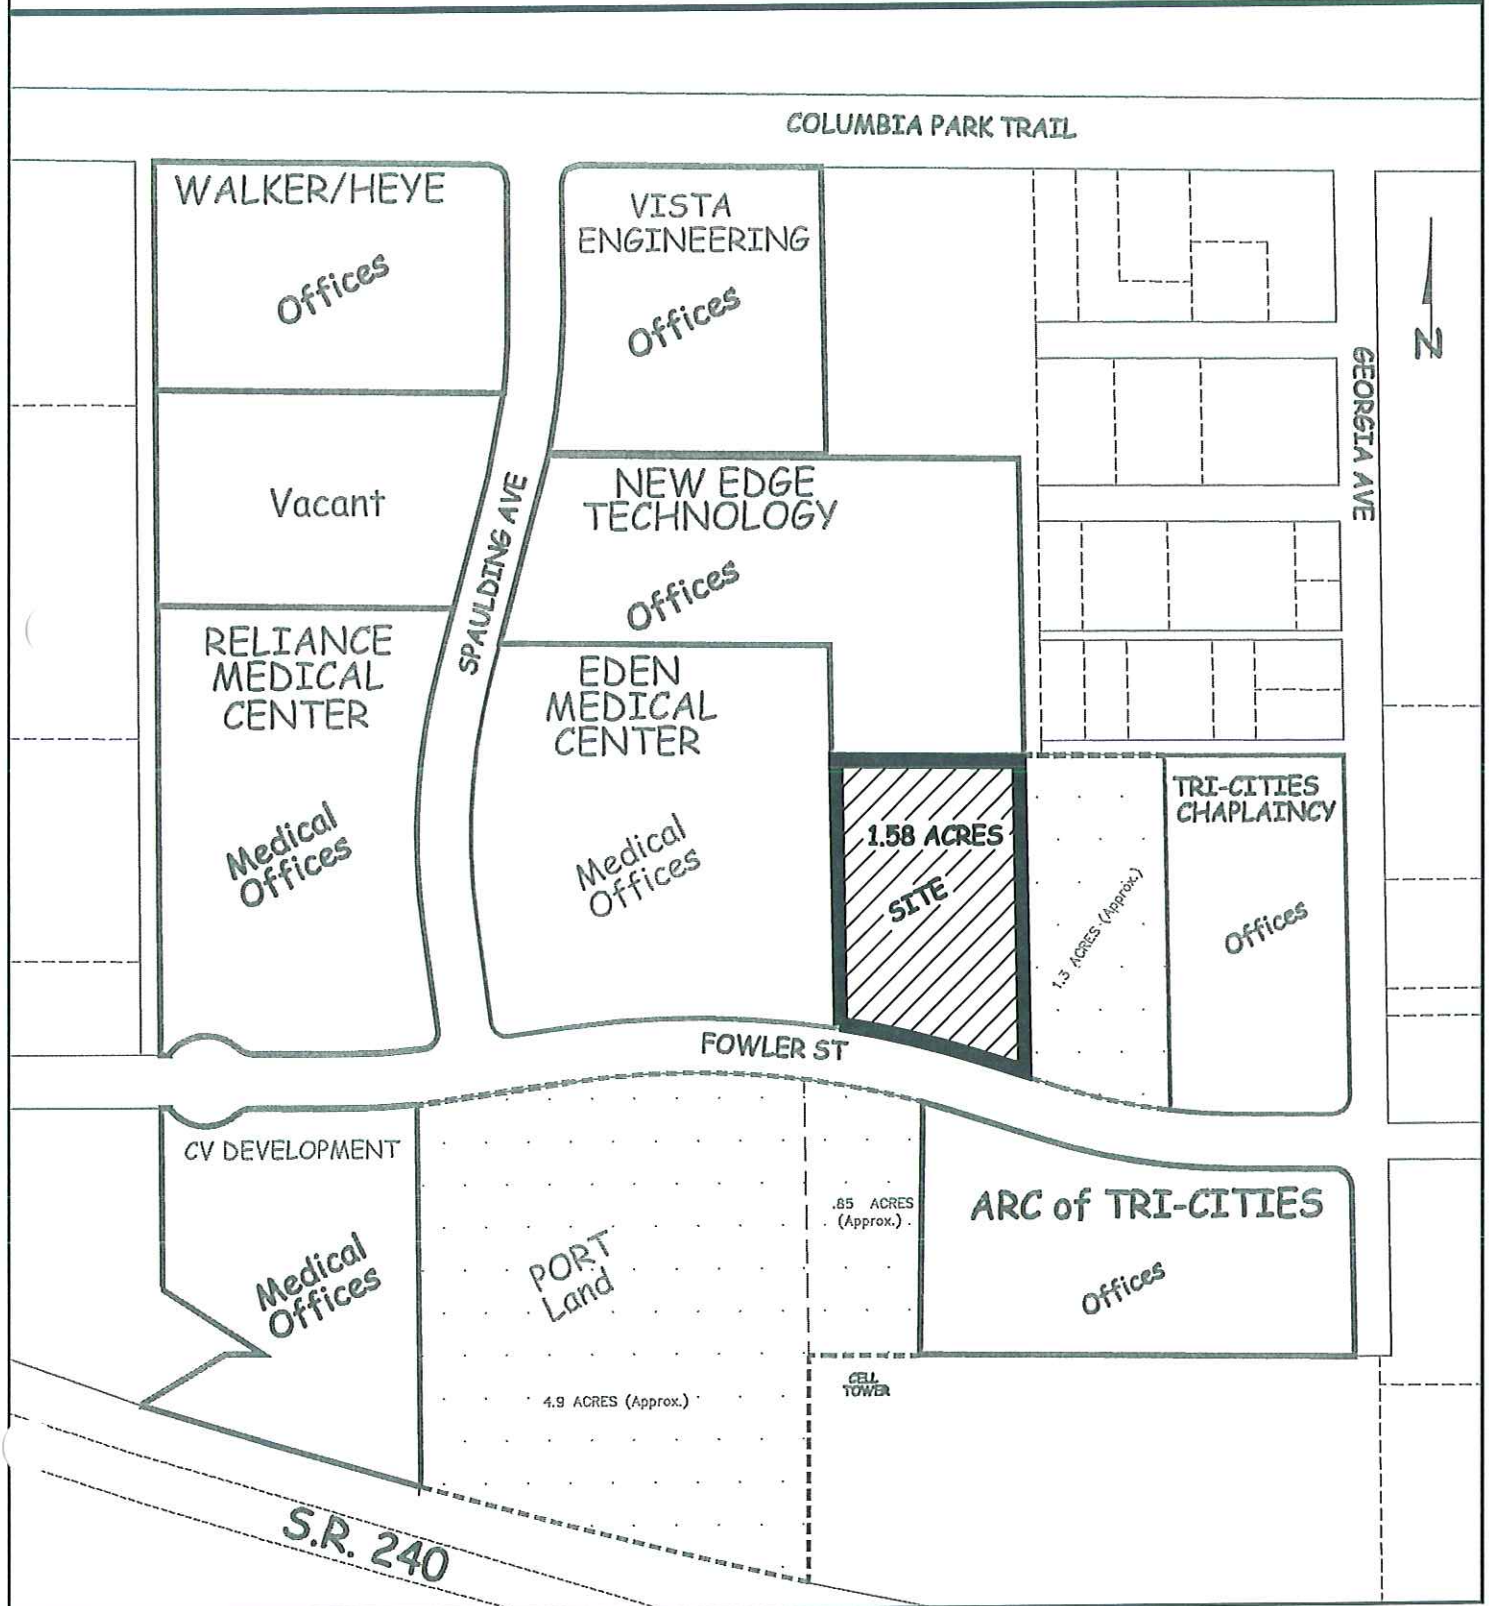 COLUMBIA PARK TRAIL
WALKER/HEYE
Offices
VISTA
ENGINEERING
Offices
N
GEORGIA AVE
Vacant
SPAULDING AVE
NEW EDGE
TECHNOLOGY
Offices
RELIANCE
MEDICAL
CENTER
Medical
Offices
EDEN
MEDICAL
CENTER
Medical
Offices
1.58 ACRES
SITE
1.3 ACRES (Approx.)
TRI-CITIES
CHAPLAINCY
Offices
FOWLER ST
CV DEVELOPMENT
Medical
Offices
PORT
Land
4.9 ACRES (Approx.)
.85 ACRES
(Approx.)
ARC of TRI-CITIES
Offices
CELL
TOWER
S.R. 240